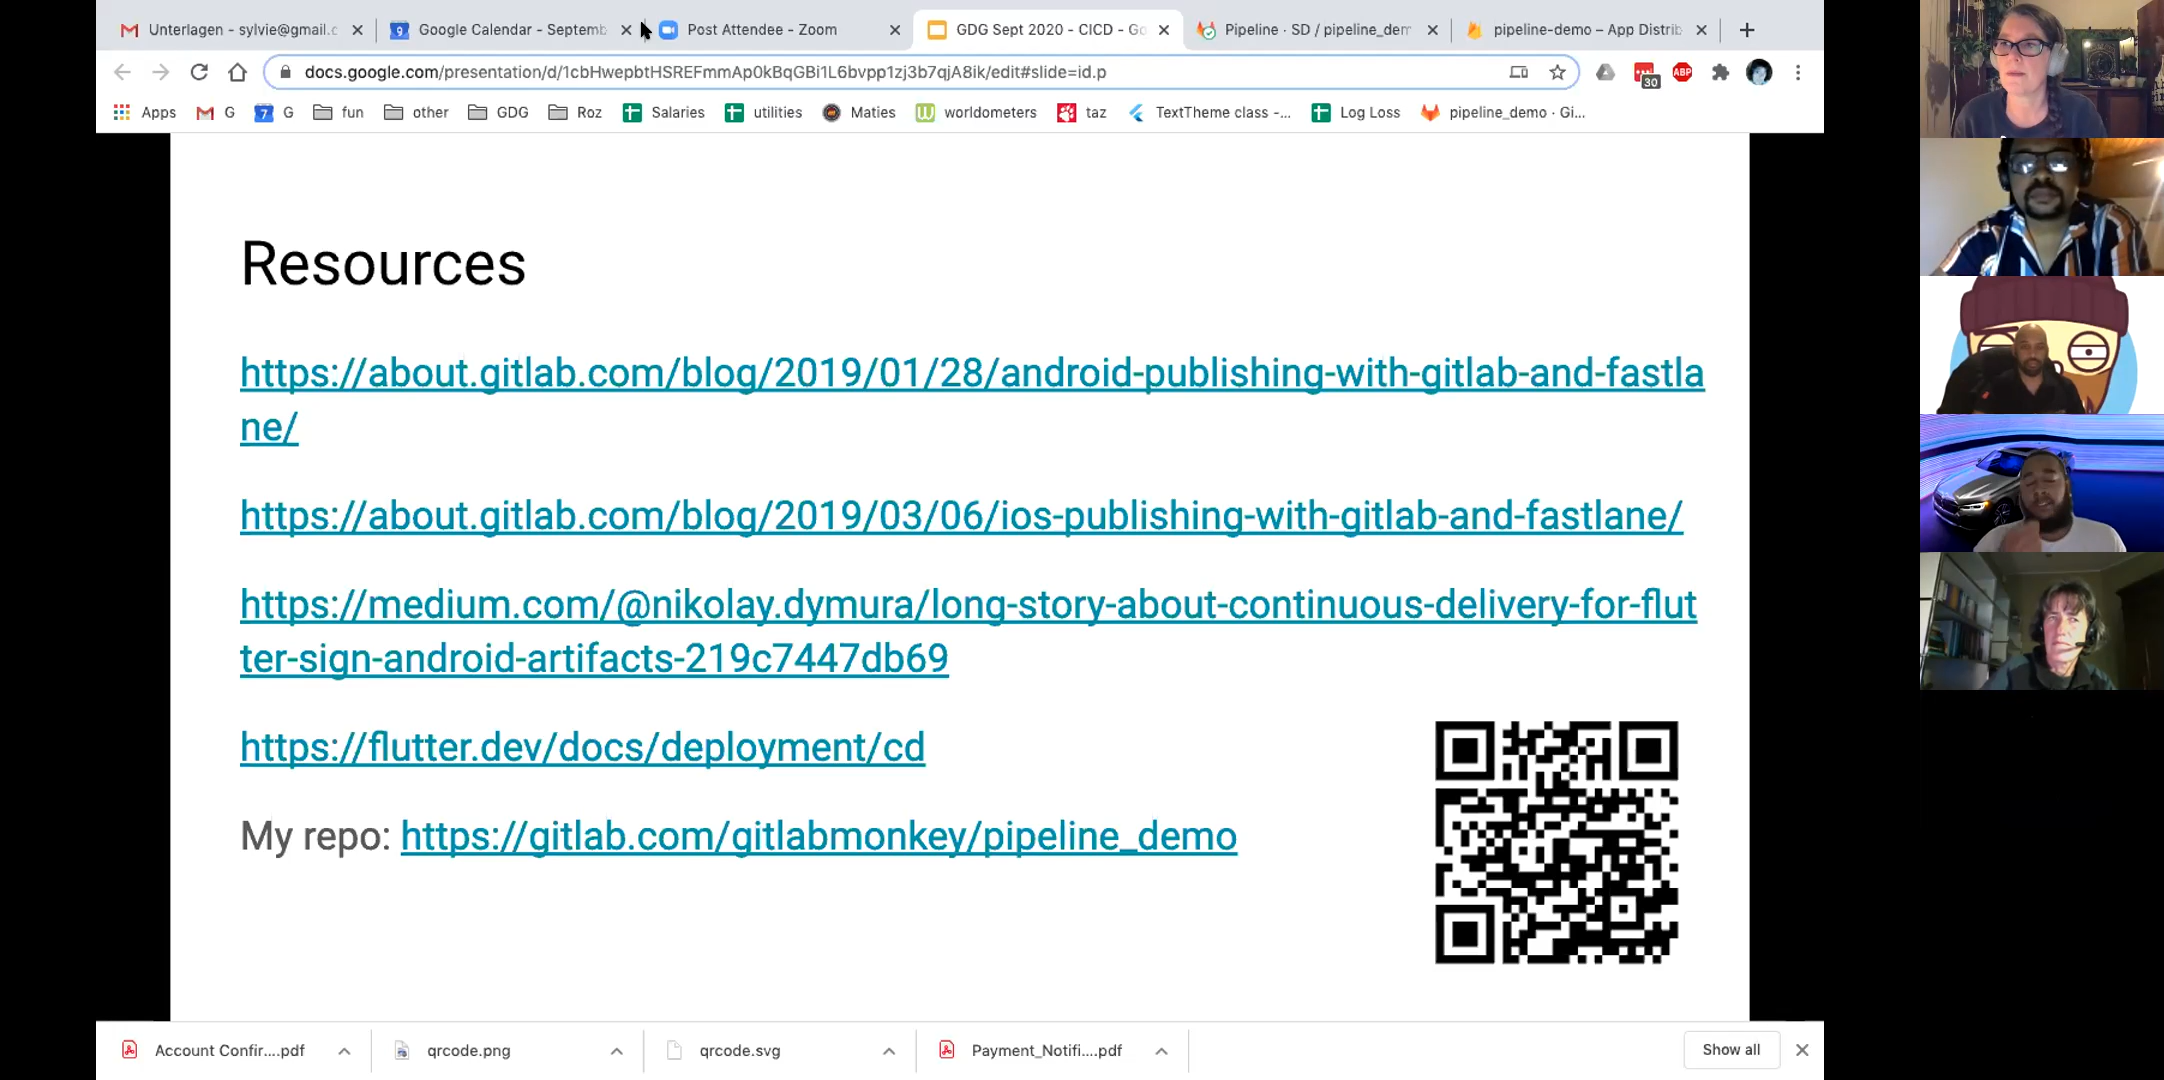 Unterlagen - sylvie@gmail.c
Google Calendar - Septemb
Post Attendee - Zoom
GDG Sept 2020 - CICD - Go
Pipeline · SD / pipeline_dem
pipeline-demo – App Distrib
docs.google.com/presentation/d/1cbHwepbtHSREFmmAp0kBqGBi1L6bvpp1zj3b7qjA8ik/edit#slide=id.p
30
ABP
Apps
G
7
G
fun
other
GDG
Roz
Salaries
utilities
Maties
worldometers
taz
TextTheme class -...
Log Loss
pipeline_demo · Gi...
Resources
https://about.gitlab.com/blog/2019/01/28/android-publishing-with-gitlab-and-fastla
ne/
https://about.gitlab.com/blog/2019/03/06/ios-publishing-with-gitlab-and-fastlane/
https://medium.com/@nikolay.dymura/long-story-about-continuous-delivery-for-flut
ter-sign-android-artifacts-219c7447db69
https://flutter.dev/docs/deployment/cd
My repo: https://gitlab.com/gitlabmonkey/pipeline_demo
Account Confir....pdf
qrcode.png
qrcode.svg
Payment_Notifi....pdf
Show all